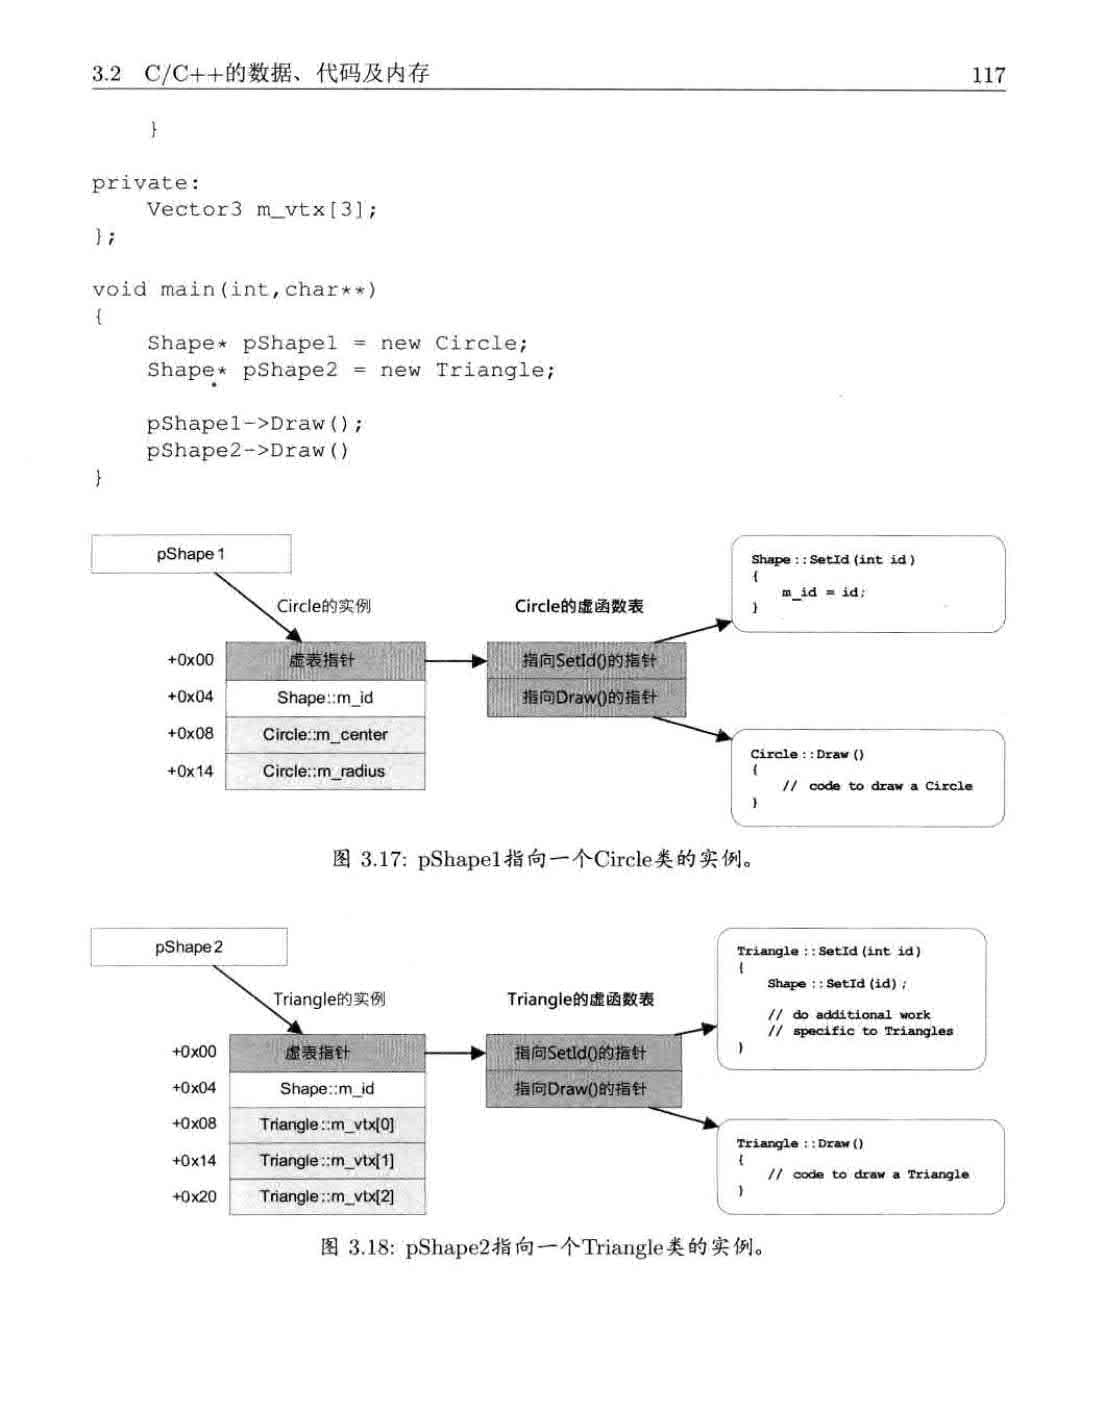 3.2 C/C++的数据、代码及内存 117
}
private:
Vector3 m_vtx[3];
};
void main(int,char**)
{
Shape* pShape1 = new Circle;
Shape* pShape2 = new Triangle;
pShape1->Draw();
pShape2->Draw()
}
pShape1
Circle的实例
+0x00 虚表指针
+0x04 Shape::m_id
+0x08 Circle::m_center
+0x14 Circle::m_radius
Circle的虚函数表
指向SetId()的指针
指向Draw()的指针
Shape::SetId(int id)
{
m_id = id;
}
Circle::Draw()
{
// code to draw a Circle
}
图 3.17: pShape1指向一个Circle类的实例。
pShape2
Triangle的实例
+0x00 虚表指针
+0x04 Shape::m_id
+0x08 Triangle::m_vtx[0]
+0x14 Triangle::m_vtx[1]
+0x20 Triangle::m_vtx[2]
Triangle的虚函数表
指向SetId()的指针
指向Draw()的指针
Triangle::SetId(int id)
{
Shape::SetId(id);
// do additional work
// specific to Triangles
}
Triangle::Draw()
{
// code to draw a Triangle
}
图 3.18: pShape2指向一个Triangle类的实例。